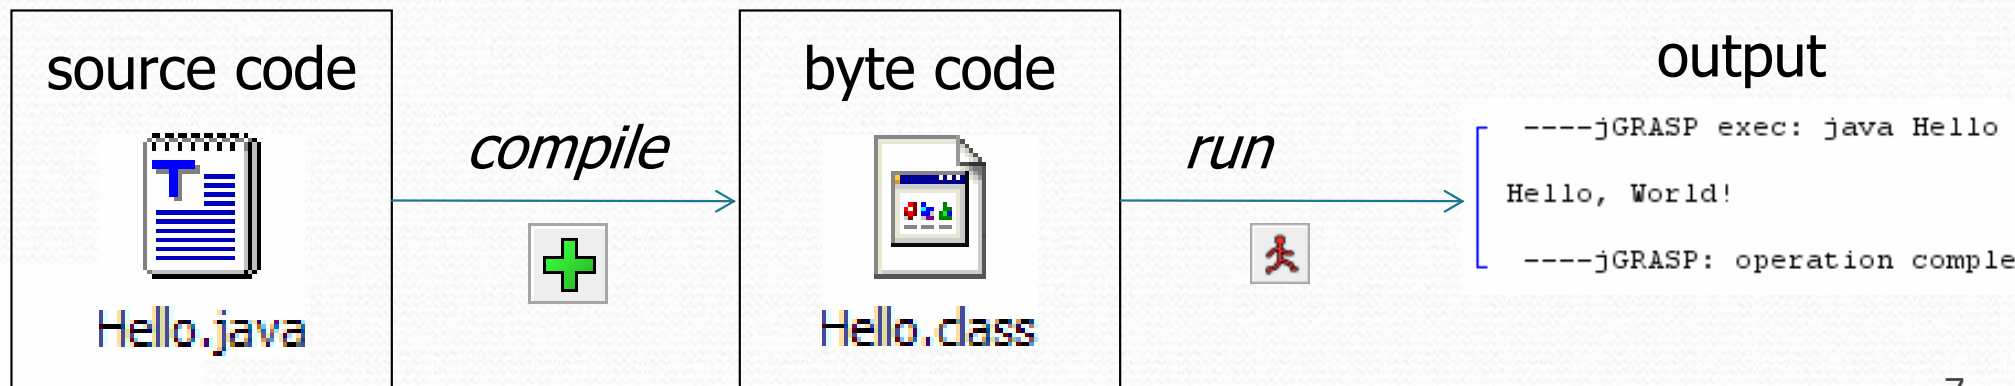 source code
Hello.java
compile
byte code
Hello.class
run
output
----jGRASP exec: java Hello
Hello, World!
----jGRASP: operation comple
7